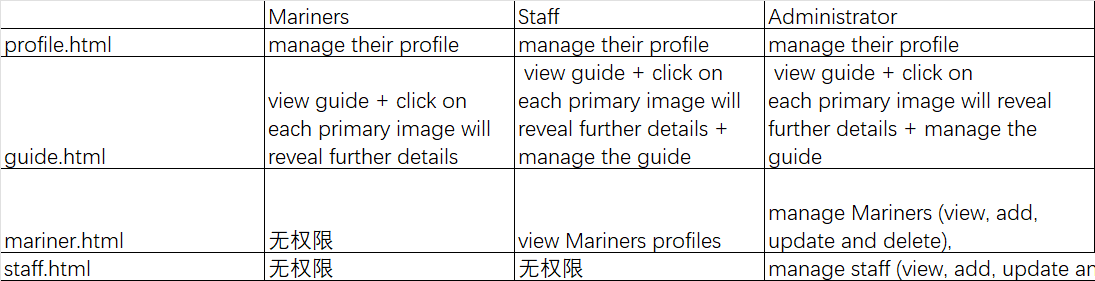 Mariners Staff Administrator
profile.html manage their profile manage their profile manage their profile
view guide + click on view guide + click on
view guide + click on each primary image will each primary image will reveal
each primary image will reveal further details + further details + manage the
guide.html reveal further details manage the guide guide
manage Mariners (view, add,
mariner.html 无权限 view Mariners profiles update and delete),
staff.html 无权限 无权限 manage staff (view, add, update an